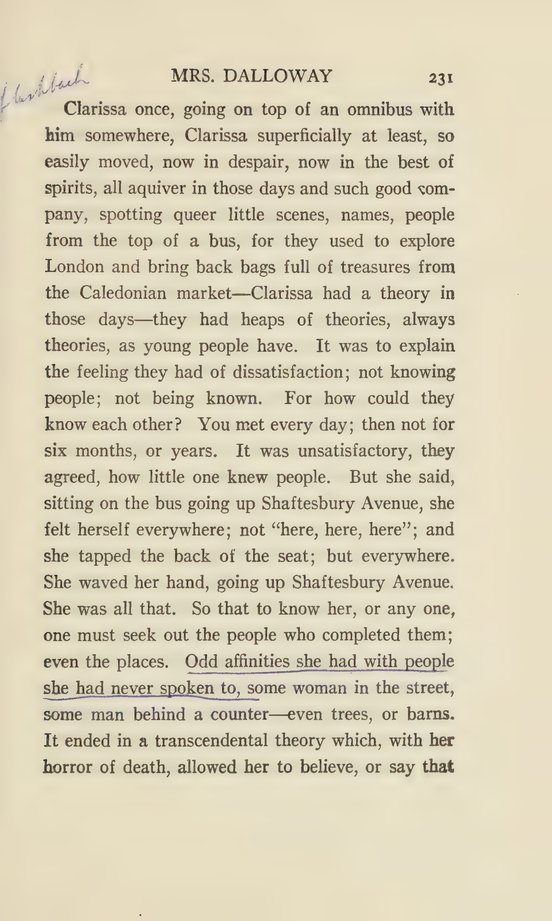 flashback
MRS. DALLOWAY 231
Clarissa once, going on top of an omnibus with
him somewhere, Clarissa superficially at least, so
easily moved, now in despair, now in the best of
spirits, all aquiver in those days and such good com-
pany, spotting queer little scenes, names, people
from the top of a bus, for they used to explore
London and bring back bags full of treasures from
the Caledonian market—Clarissa had a theory in
those days—they had heaps of theories, always
theories, as young people have. It was to explain
the feeling they had of dissatisfaction; not knowing
people; not being known. For how could they
know each other? You met every day; then not for
six months, or years. It was unsatisfactory, they
agreed, how little one knew people. But she said,
sitting on the bus going up Shaftesbury Avenue, she
felt herself everywhere; not "here, here, here"; and
she tapped the back of the seat; but everywhere.
She waved her hand, going up Shaftesbury Avenue.
She was all that. So that to know her, or any one,
one must seek out the people who completed them;
even the places. Odd affinities she had with people
she had never spoken to, some woman in the street,
some man behind a counter—even trees, or barns.
It ended in a transcendental theory which, with her
horror of death, allowed her to believe, or say that